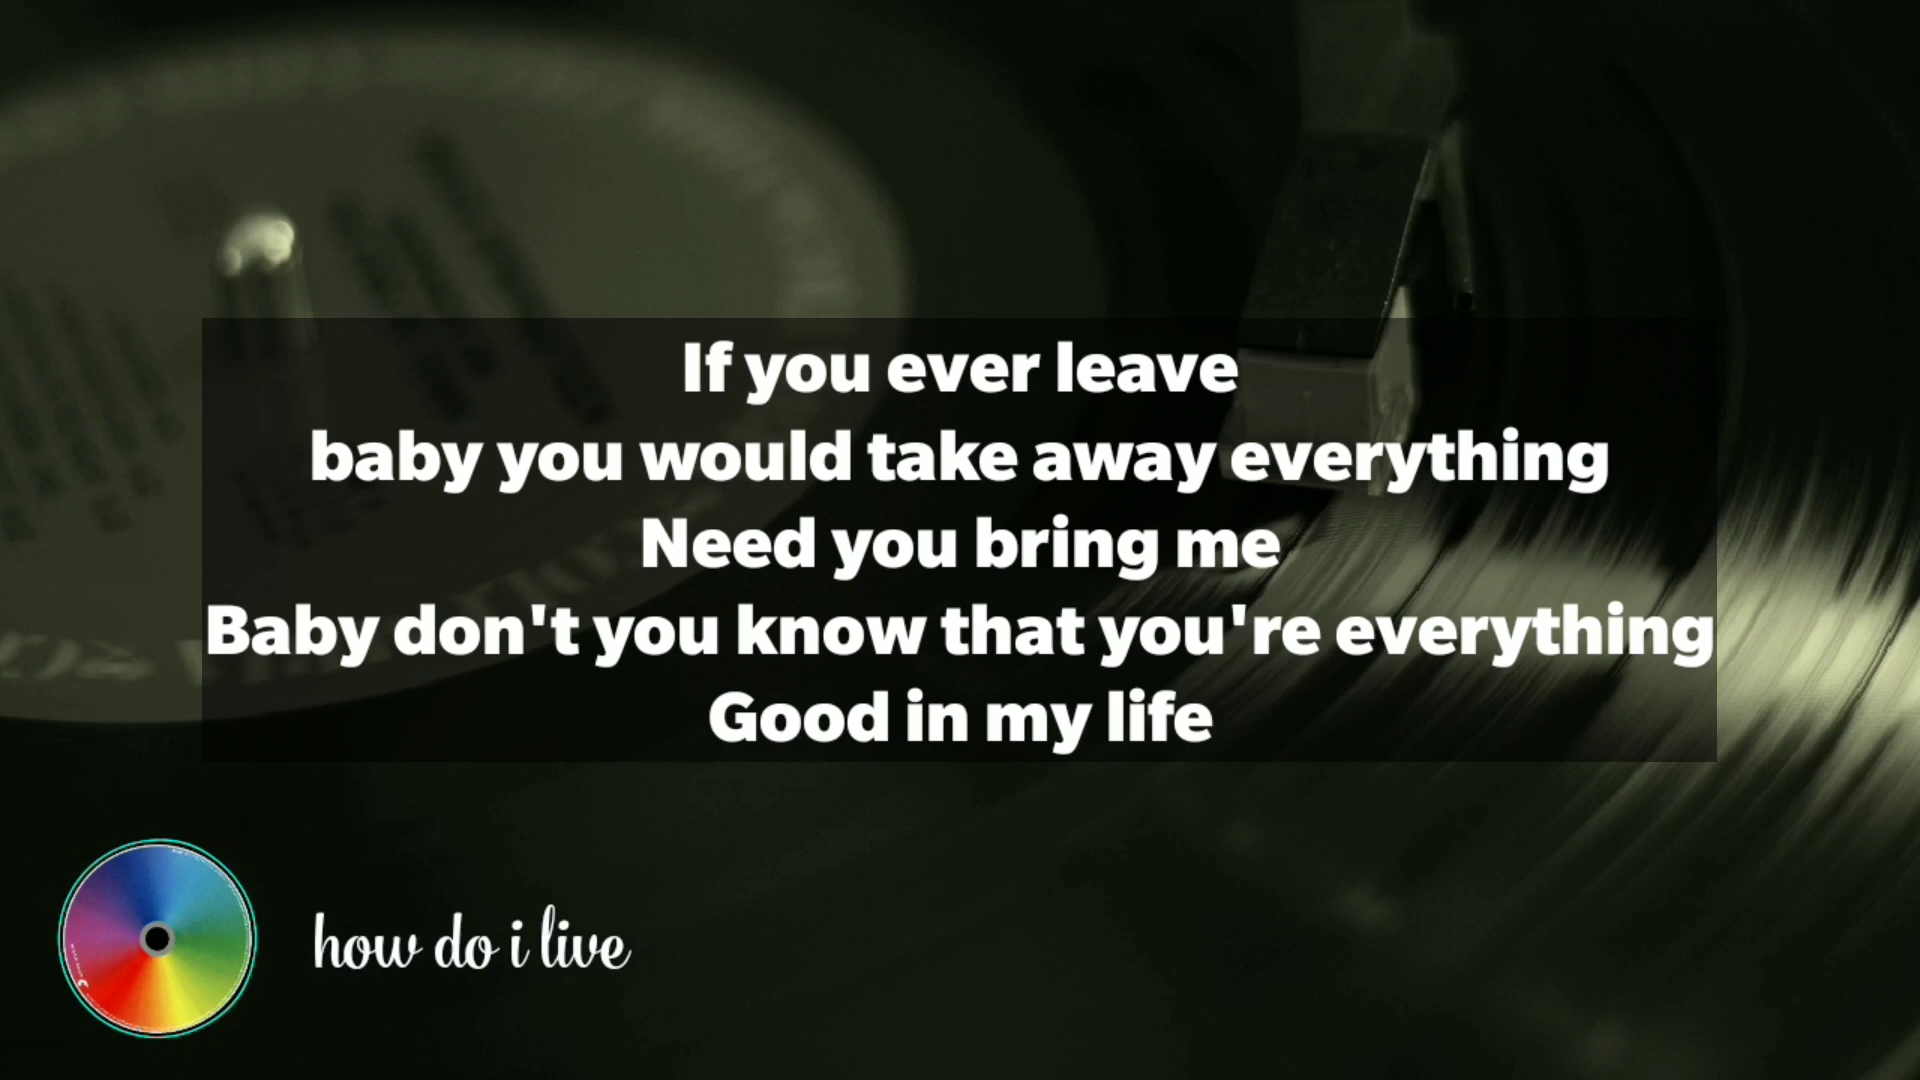 If you ever leave
baby you would take away everything
Need you bring me
Baby don't you know that you're everything
Good in my life
how do i live